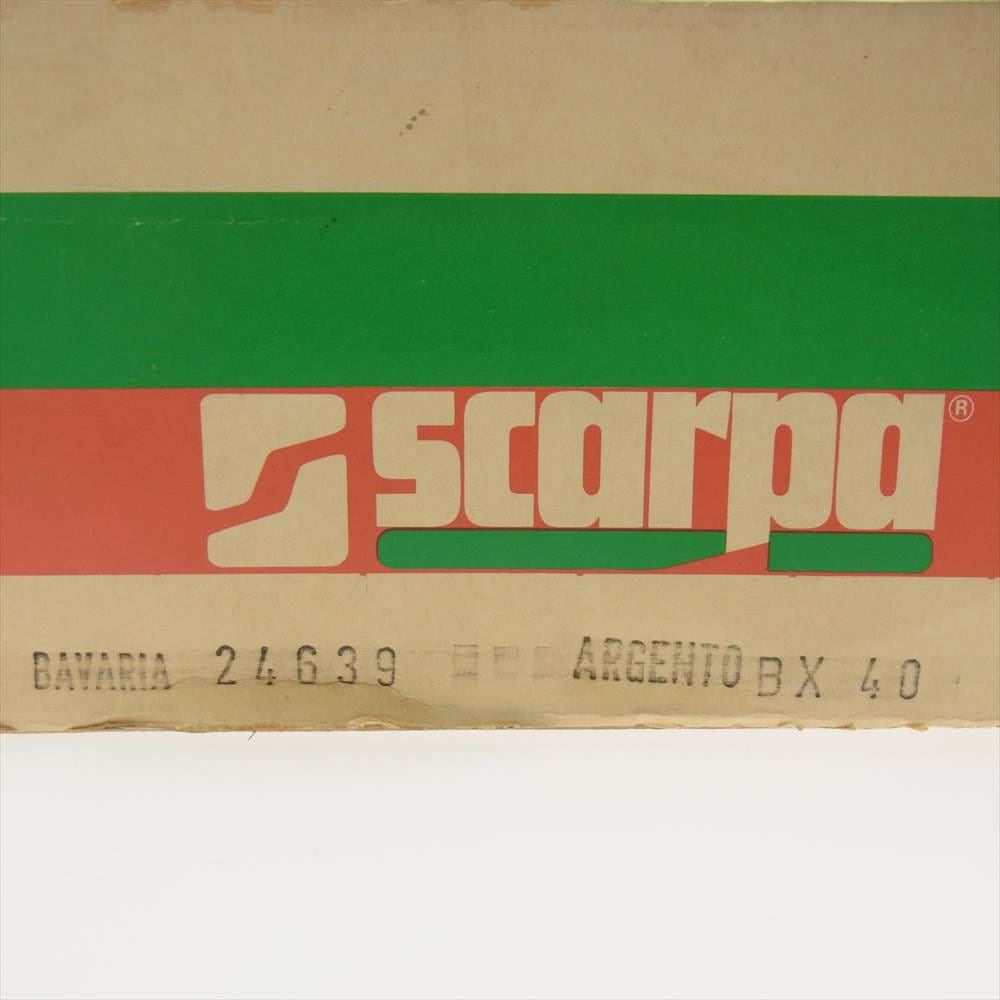 scarpa®
BAVARIA 24639 ARGENTO BX 40